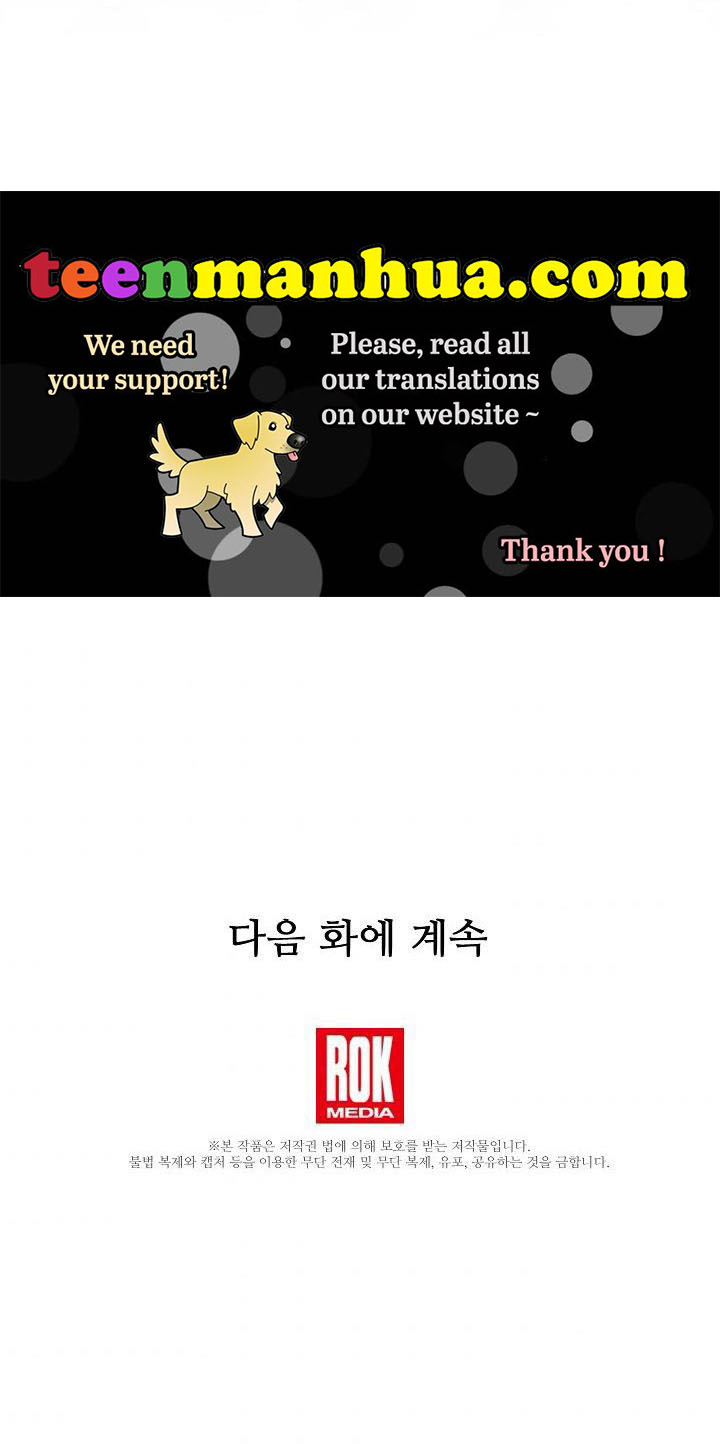 teenmanhua.com
We need
your support!
Please, read all
our translations
on our website ~
Thank you !
다음 화에 계속
ROK
MEDIA
※본 작품은 저작권 법에 의해 보호를 받는 저작물입니다.
불법 복제와 캡처 등을 이용한 무단 전재 및 무단 복제, 유포, 공유하는 것을 금합니다.